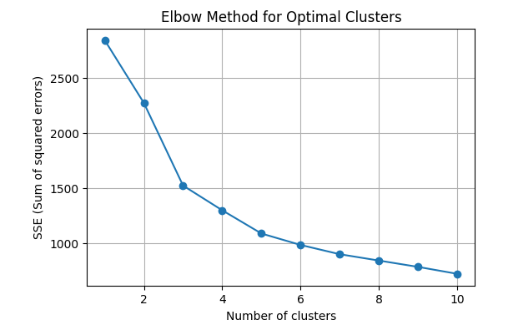 Elbow Method for Optimal Clusters
SSE (Sum of squared errors)
2500
2000
1500
1000
2 4 6 8 10
Number of clusters